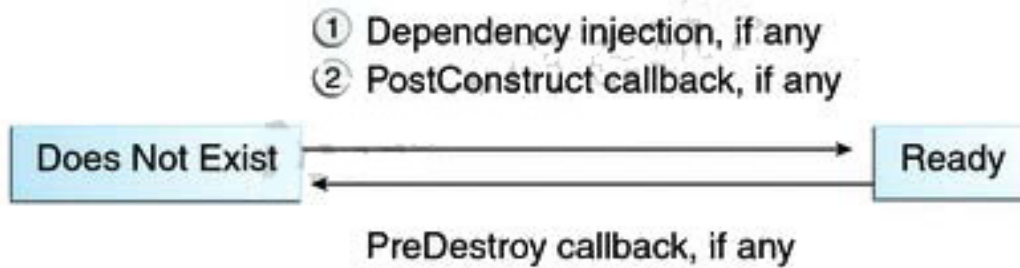 ① Dependency injection, if any
② PostConstruct callback, if any
Does Not Exist
Ready
PreDestroy callback, if any